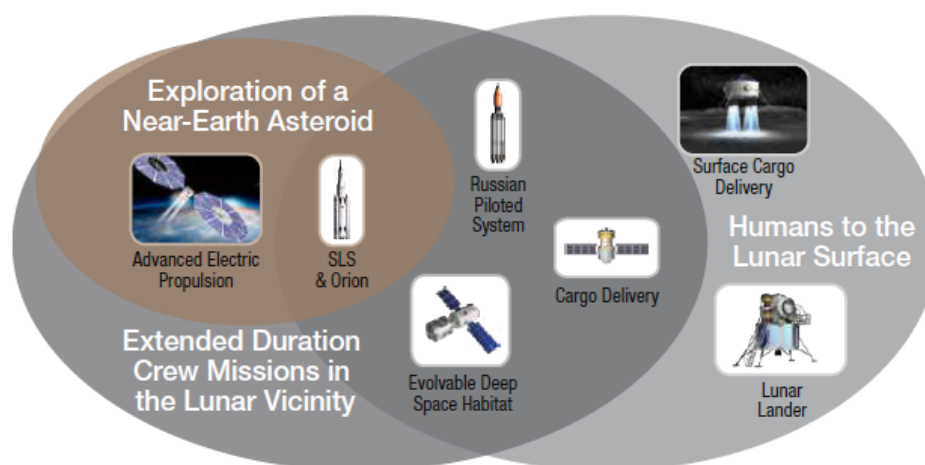 Exploration of a
Near-Earth Asteroid
Advanced Electric
Propulsion
SLS
& Orion
Extended Duration
Crew Missions in
the Lunar Vicinity
Russian
Piloted
System
Cargo Delivery
Evolvable Deep
Space Habitat
Surface Cargo
Delivery
Humans to the
Lunar Surface
Lunar
Lander